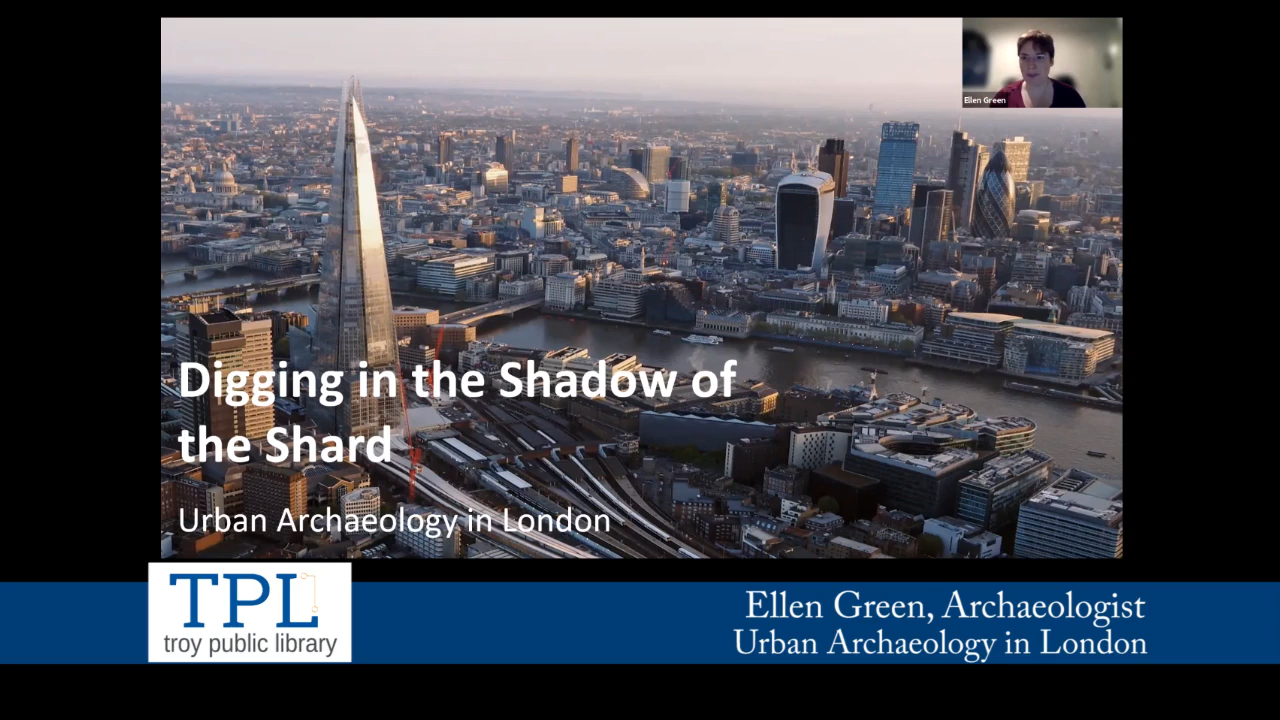 Ellen Green
Digging in the Shadow of
the Shard
Urban Archaeology in London
TPL
troy public library
Ellen Green, Archaeologist
Urban Archaeology in London